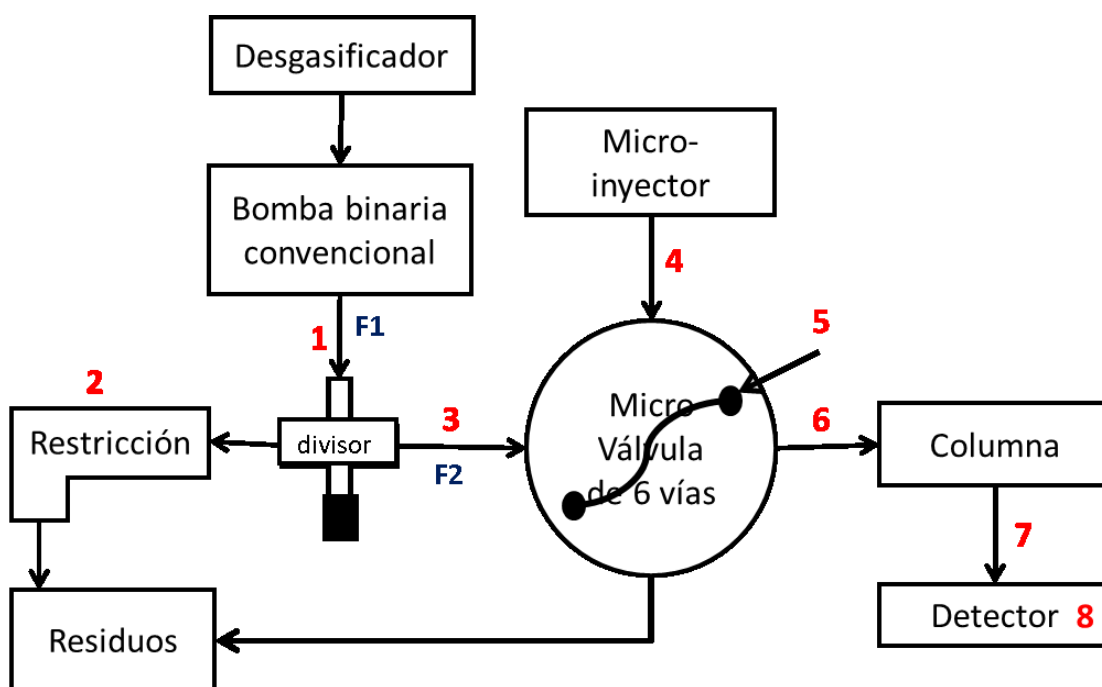 Desgasificador
Bomba binaria
convencional
Micro-
inyector
4
1
F1
5
2
Restricción
divisor
3
F2
Micro
Válvula
de 6 vías
6
Columna
7
Residuos
Detector 8